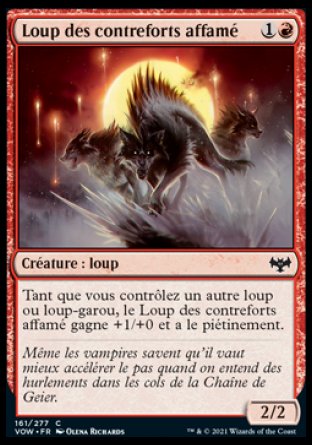 Loup des contreforts affamé 1
Créature : loup
Tant que vous contrôlez un autre loup
ou loup-garou, le Loup des contreforts
affamé gagne +1/+0 et a le piétinement.
Même les vampires savent qu'il vaut
mieux accélérer le pas quand on entend des
hurlements dans les cols de la Chaîne de
Geier.
2/2
161/277 C
VOW • FR Olena Richards
™ & © 2021 Wizards of the Coast